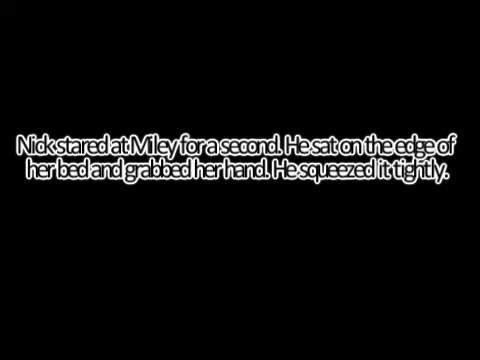 Nick stared at Miley for a second. He sat on the edge of
her bed and grabbed her hand. He squeezed it tightly.